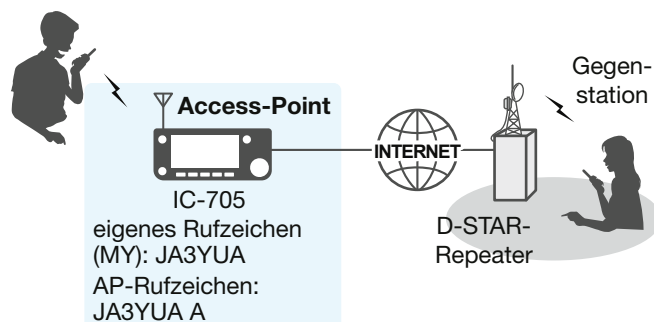 Access-Point
IC-705
eigenes Rufzeichen
(MY): JA3YUA
AP-Rufzeichen:
JA3YUA A
INTERNET
D-STAR-
Repeater
Gegen-
station